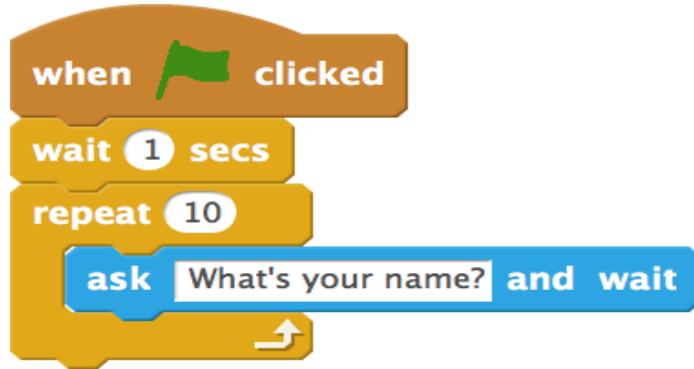 when clicked
wait 1 secs
repeat 10
ask What's your name? and wait